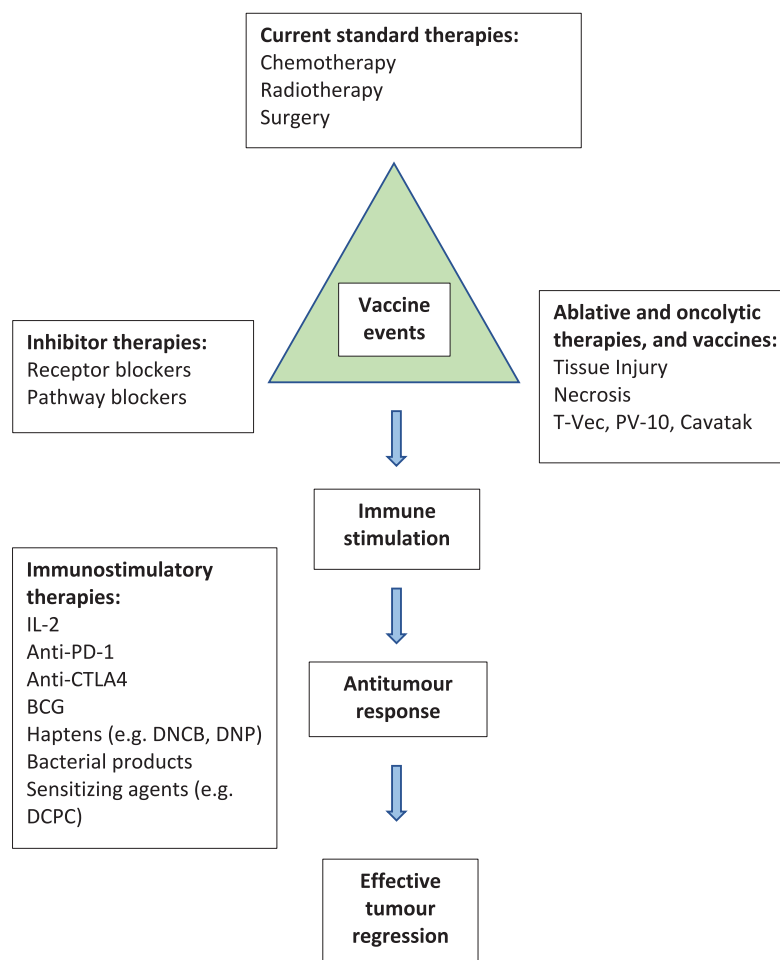 Current standard therapies:
Chemotherapy
Radiotherapy
Surgery
Vaccine
events
Inhibitor therapies:
Receptor blockers
Pathway blockers
Ablative and oncolytic
therapies, and vaccines:
Tissue Injury
Necrosis
T-Vec, PV-10, Cavatak
Immune
stimulation
Immunostimulatory
therapies:
IL-2
Anti-PD-1
Anti-CTLA4
BCG
Haptens (e.g. DNCB, DNP)
Bacterial products
Sensitizing agents (e.g.
DCPC)
Antitumour
response
Effective
tumour
regression